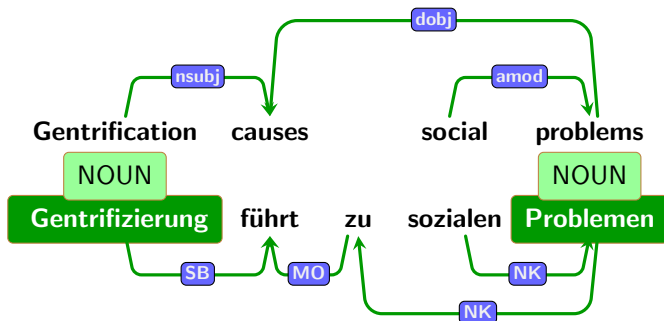 dobj
nsubj amod
Gentrification causes social problems
NOUN NOUN
Gentrifizierung führt zu sozialen Problemen
SB MO NK
NK